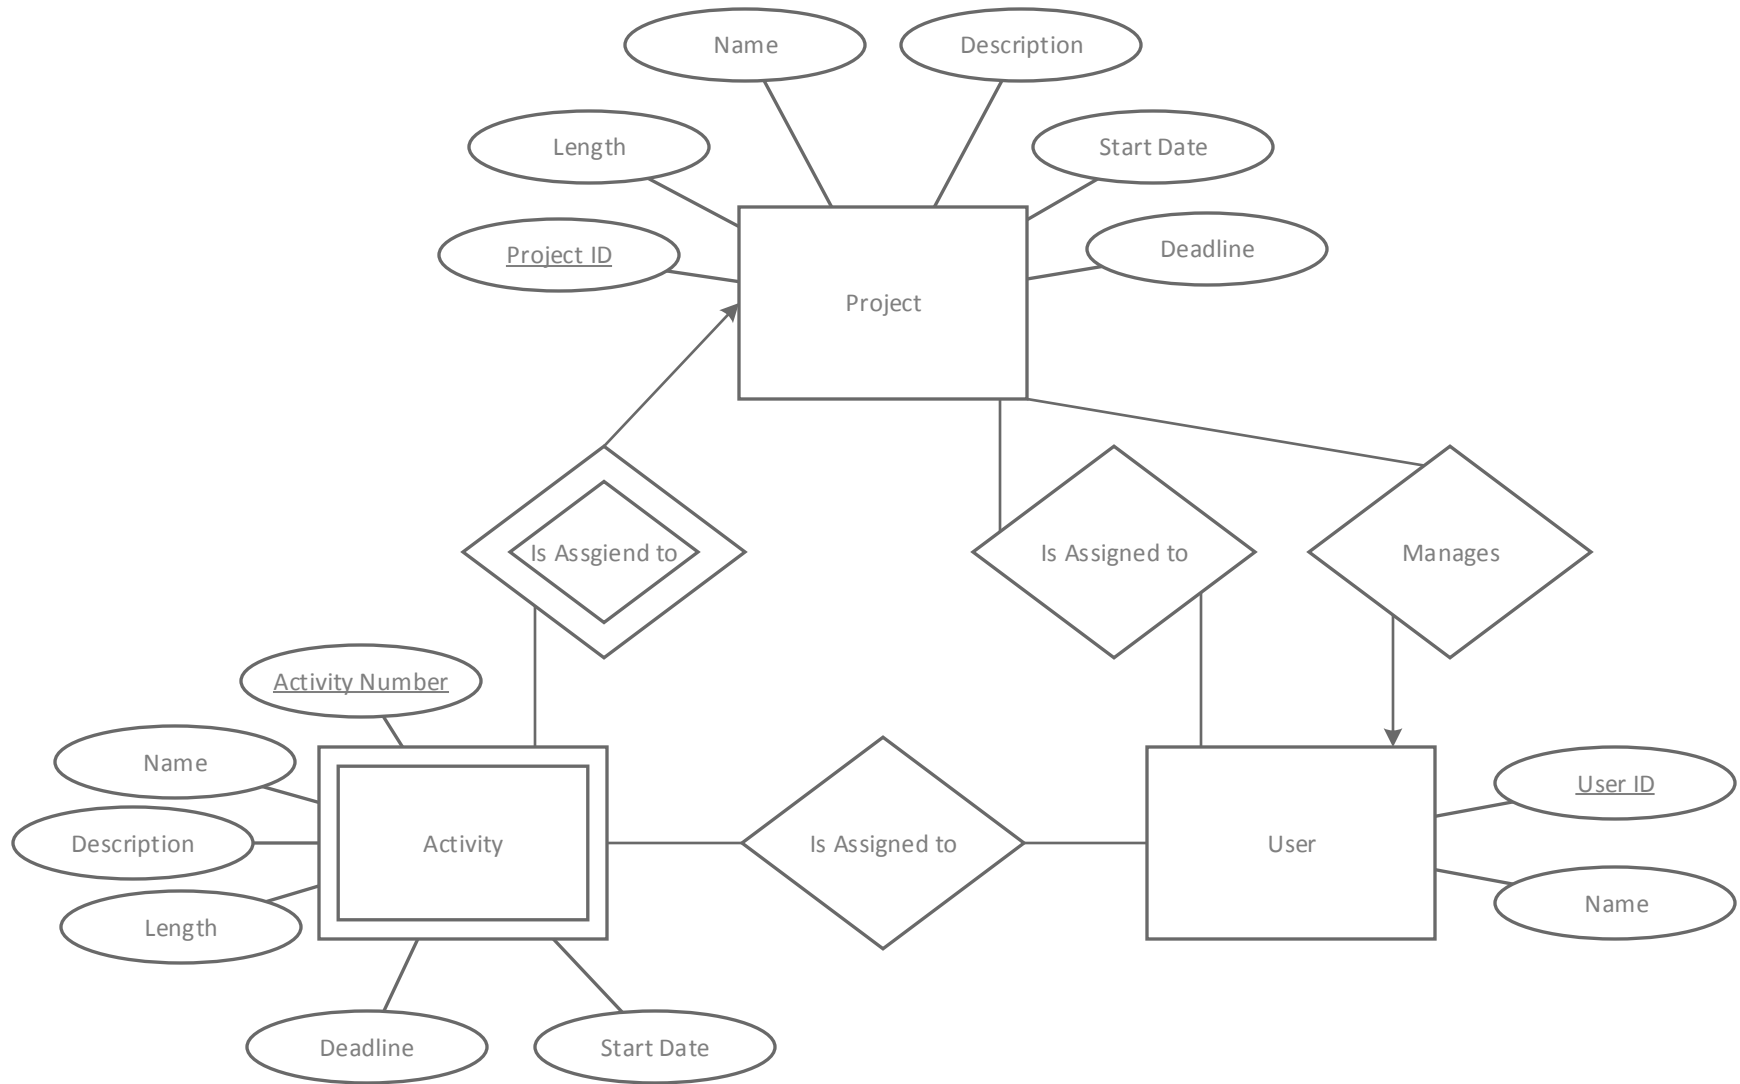 Name
Description
Length
Start Date
Project ID
Deadline
Project
Is Assgiend to
Is Assigned to
Manages
Activity Number
Name
Description
Activity
Is Assigned to
User
User ID
Length
Name
Deadline
Start Date